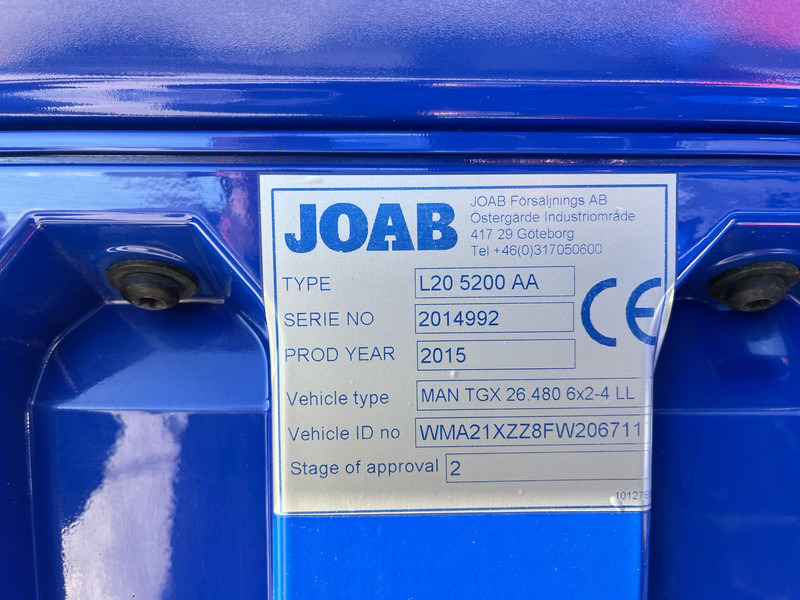 JOAB
JOAB Försäljnings AB
Östergärde Industriområde
417 29 Göteborg
Tel +46(0)317050600
TYPE L20 5200 AA
SERIE NO 2014992
PROD YEAR 2015
CE
Vehicle type MAN TGX 26.480 6x2-4 LL
Vehicle ID no WMA21XZZ8FW206711
Stage of approval 2